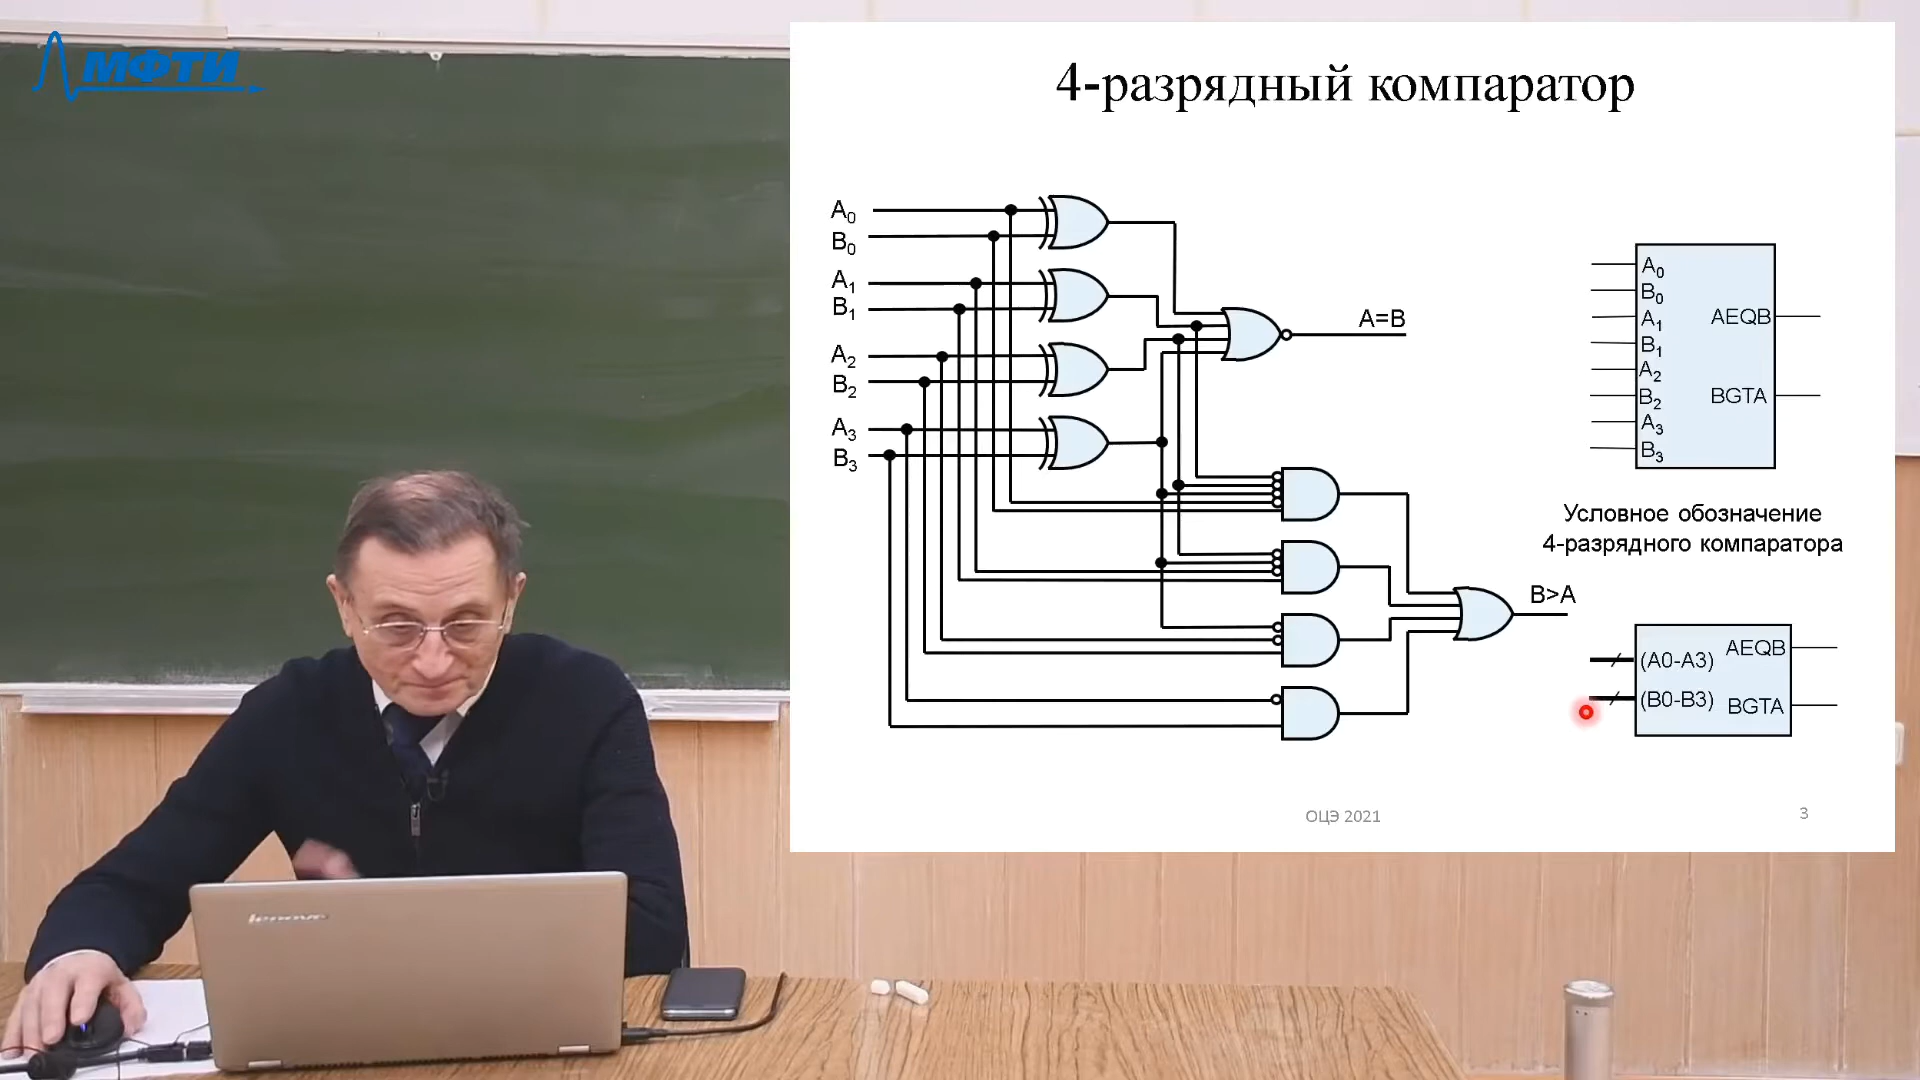 МФТИ
4-разрядный компаратор
A0
B0
A1
B1
A2
B2
A3
B3
A=B
B>A
A0
B0
A1
B1
A2
B2
A3
B3
AEQB
BGTA
Условное обозначение
4-разрядного компаратора
(A0-A3)
(B0-B3)
AEQB
BGTA
ОЦЭ 2021
3
lenovo